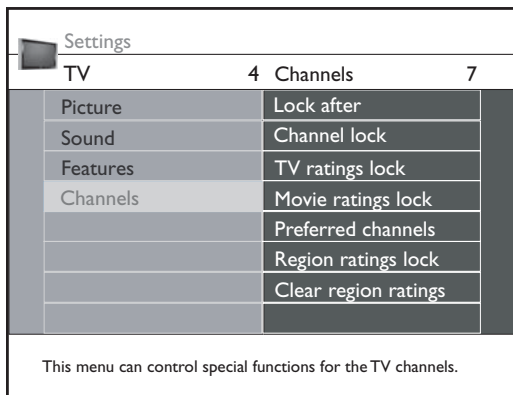 Settings
TV 4 Channels 7
Picture Lock after
Sound Channel lock
Features TV ratings lock
Channels Movie ratings lock
Preferred channels
Region ratings lock
Clear region ratings
This menu can control special functions for the TV channels.